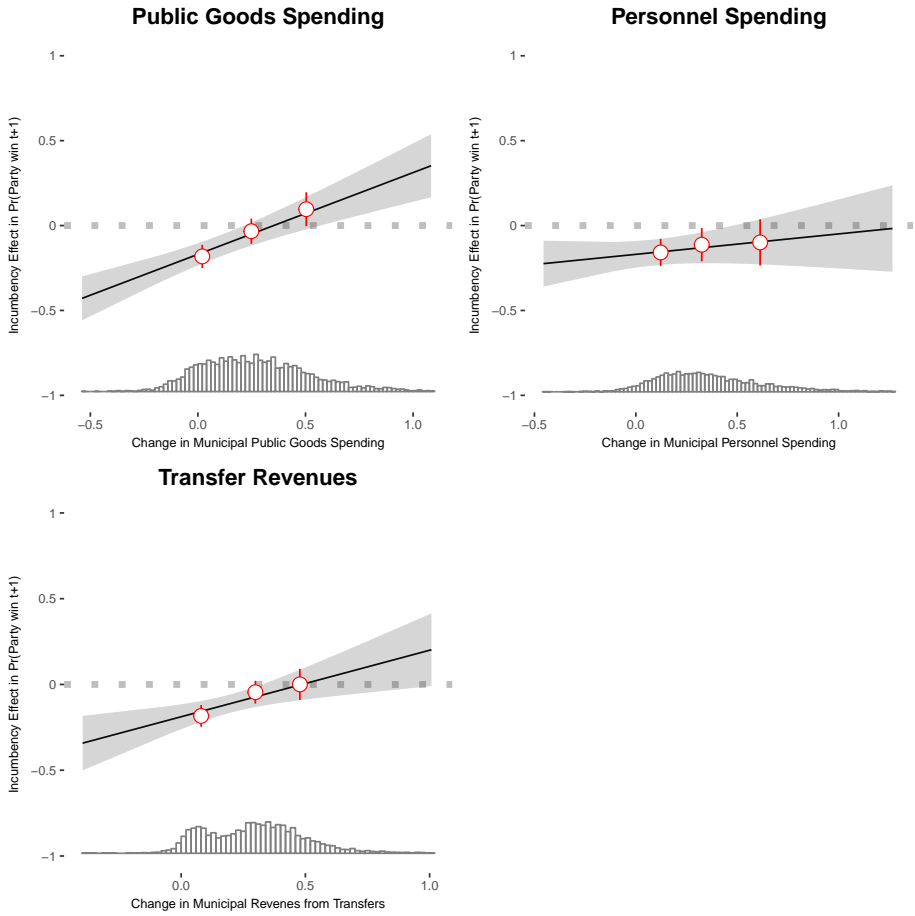 Public Goods Spending
Incumbency Effect in Pr(Party win t+1)
1
0.5
0
−0.5
−1
−0.5
0.0
0.5
1.0
Change in Municipal Public Goods Spending
Personnel Spending
Incumbency Effect in Pr(Party win t+1)
1
0.5
0
−0.5
−1
−0.5
0.0
0.5
1.0
Change in Municipal Personnel Spending
Transfer Revenues
Incumbency Effect in Pr(Party win t+1)
1
0.5
0
−0.5
−1
0.0
0.5
1.0
Change in Municipal Revenes from Transfers